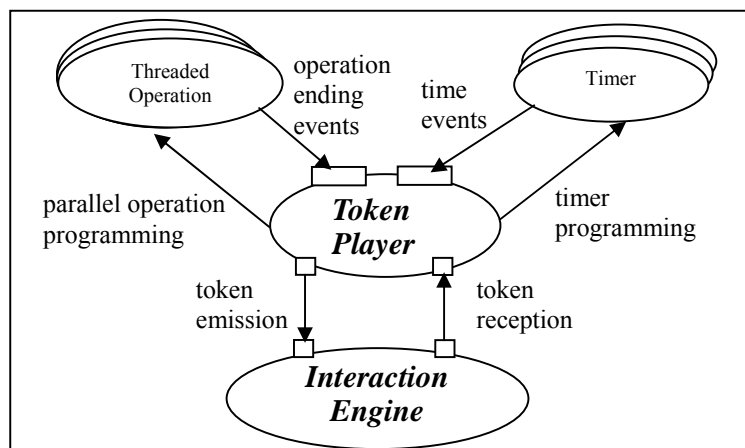 Threaded
Operation
operation
ending
events
time
events
Timer
parallel operation
programming
Token
Player
timer
programming
token
emission
token
reception
Interaction
Engine